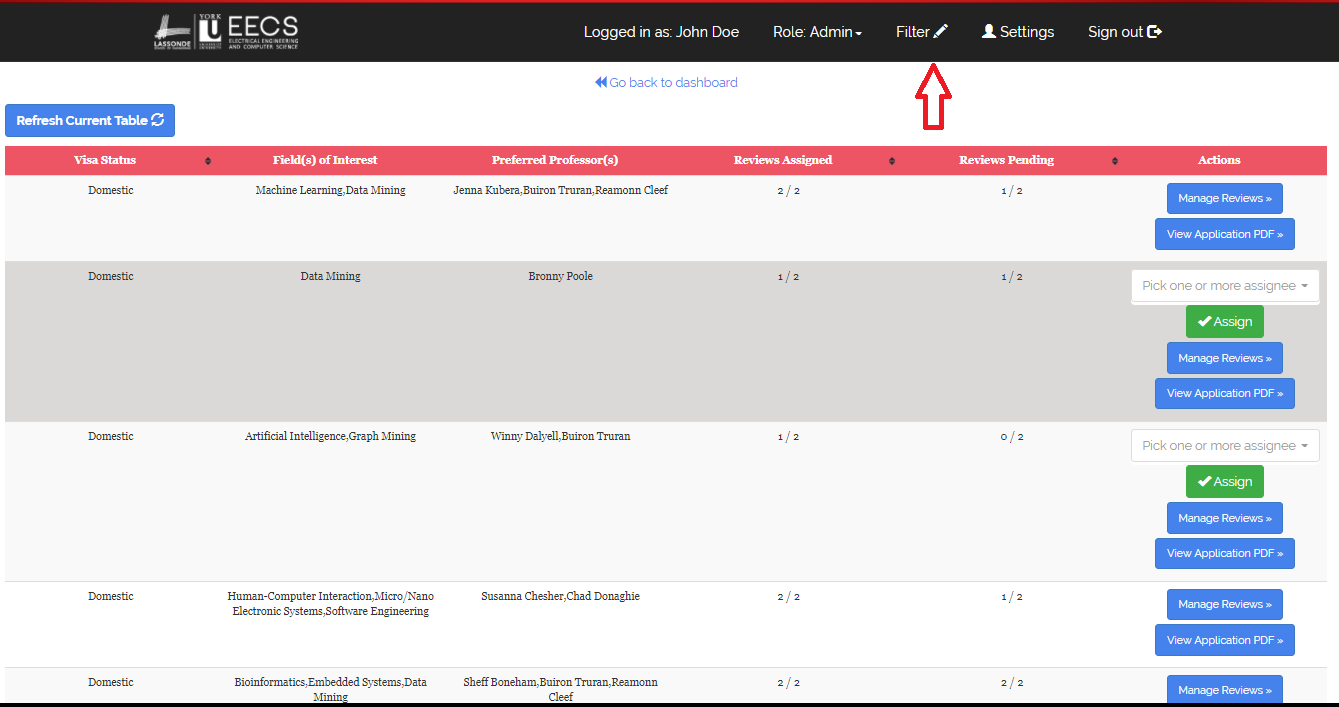 LASSONDE
YORK
U
EECS
ELECTRICAL ENGINEERING
AND COMPUTER SCIENCE
Logged in as: John Doe
Role: Admin
Filter
Settings
Sign out
Go back to dashboard
Refresh Current Table
Visa Status Field(s) of Interest Preferred Professor(s) Reviews Assigned Reviews Pending Actions
Domestic Machine Learning,Data Mining Jenna Kubera,Buiron Truran,Reamonn Cleef 2 / 2 1 / 2
Manage Reviews »
View Application PDF »
Domestic Data Mining Bronny Poole 1 / 2 1 / 2
Pick one or more assignee
Assign
Manage Reviews »
View Application PDF »
Domestic Artificial Intelligence,Graph Mining Winny Dalyell,Buiron Truran 1 / 2 0 / 2
Pick one or more assignee
Assign
Manage Reviews »
View Application PDF »
Domestic Human-Computer Interaction,Micro/Nano Susanna Chesher,Chad Donaghie 2 / 2 1 / 2
Electronic Systems,Software Engineering
Manage Reviews »
View Application PDF »
Domestic Bioinformatics,Embedded Systems,Data Sheff Boneham,Buiron Truran,Reamonn 2 / 2 2 / 2
Mining Cleef
Manage Reviews »